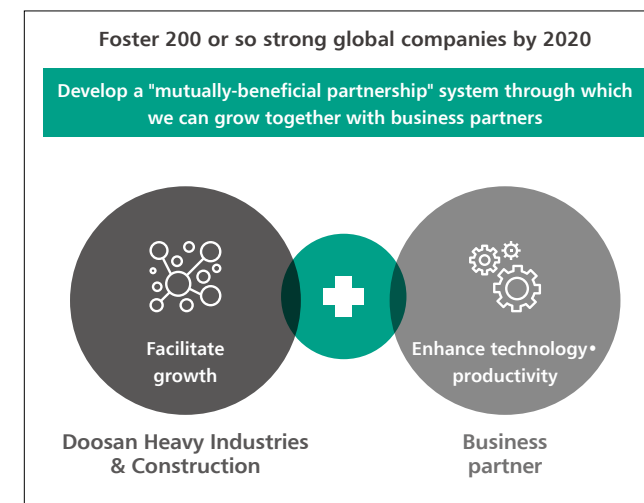 Foster 200 or so strong global companies by 2020
Develop a "mutually-beneficial partnership" system through which
we can grow together with business partners
Facilitate
growth
Enhance technology•
productivity
Doosan Heavy Industries
& Construction
Business
partner